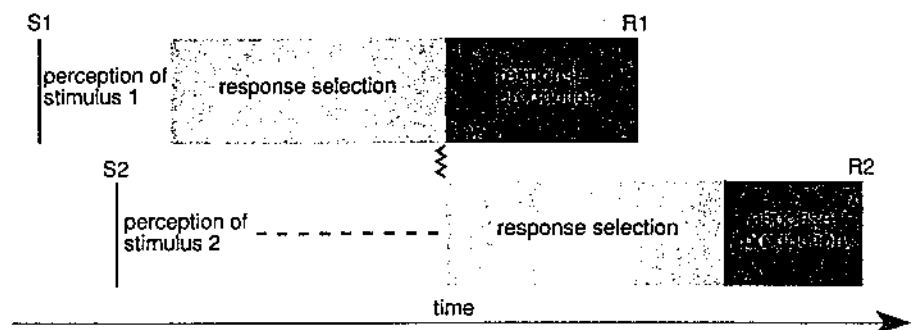 S1
R1
perception of
stimulus 1
response selection
S2
R2
perception of
stimulus 2
response selection
time